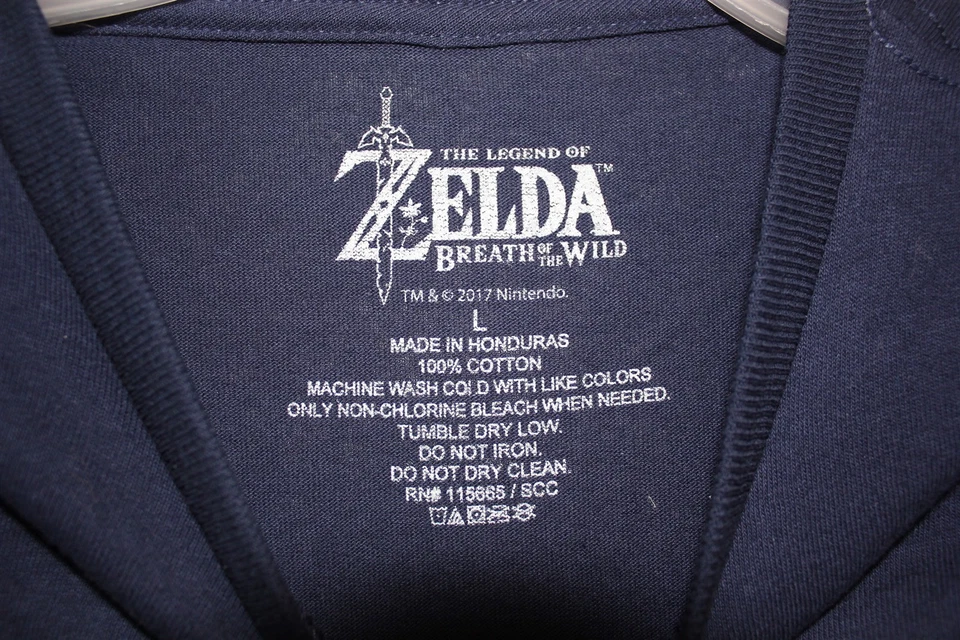 THE LEGEND OF
ZELDA™
BREATH OF THE WILD
TM & © 2017 Nintendo.
L
MADE IN HONDURAS
100% COTTON
MACHINE WASH COLD WITH LIKE COLORS
ONLY NON-CHLORINE BLEACH WHEN NEEDED.
TUMBLE DRY LOW.
DO NOT IRON.
DO NOT DRY CLEAN.
RN# 115665 / SCC